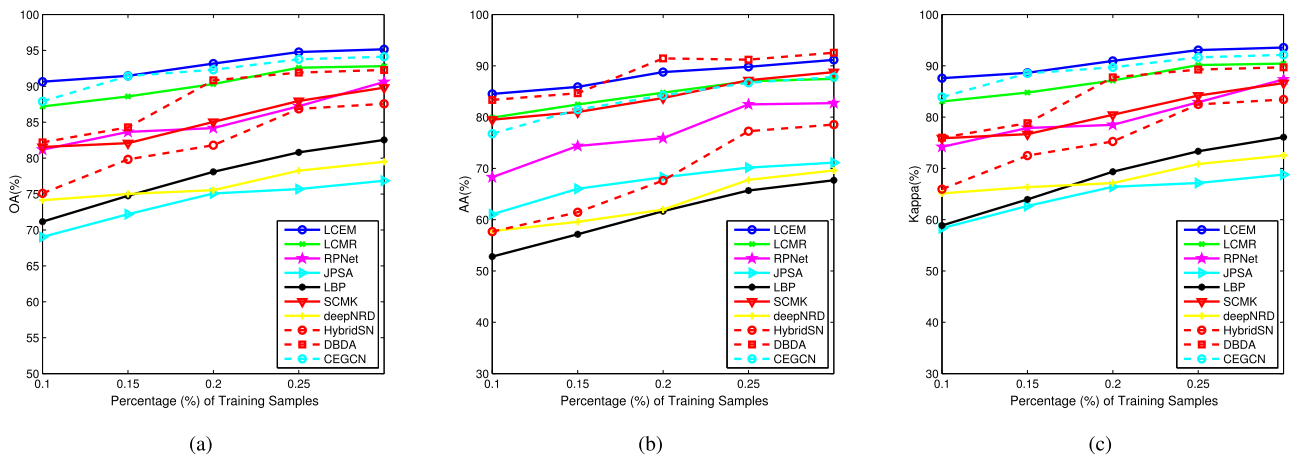 100
95
90
85
80
75
70
65
60
55
50
OA(%)
0.1
0.15
0.2
0.25
Percentage (%) of Training Samples
LCEM
LCMR
RPNet
JPSA
LBP
SCMK
deepNRD
HybridSN
DBDA
CEGCN
(a)
100
90
80
70
60
50
40
30
AA(%)
0.1
0.15
0.2
0.25
Percentage (%) of Training Samples
LCEM
LCMR
RPNet
JPSA
LBP
SCMK
deepNRD
HybridSN
DBDA
CEGCN
(b)
100
90
80
70
60
50
40
30
Kappa(%)
0.1
0.15
0.2
0.25
Percentage (%) of Training Samples
LCEM
LCMR
RPNet
JPSA
LBP
SCMK
deepNRD
HybridSN
DBDA
CEGCN
(c)